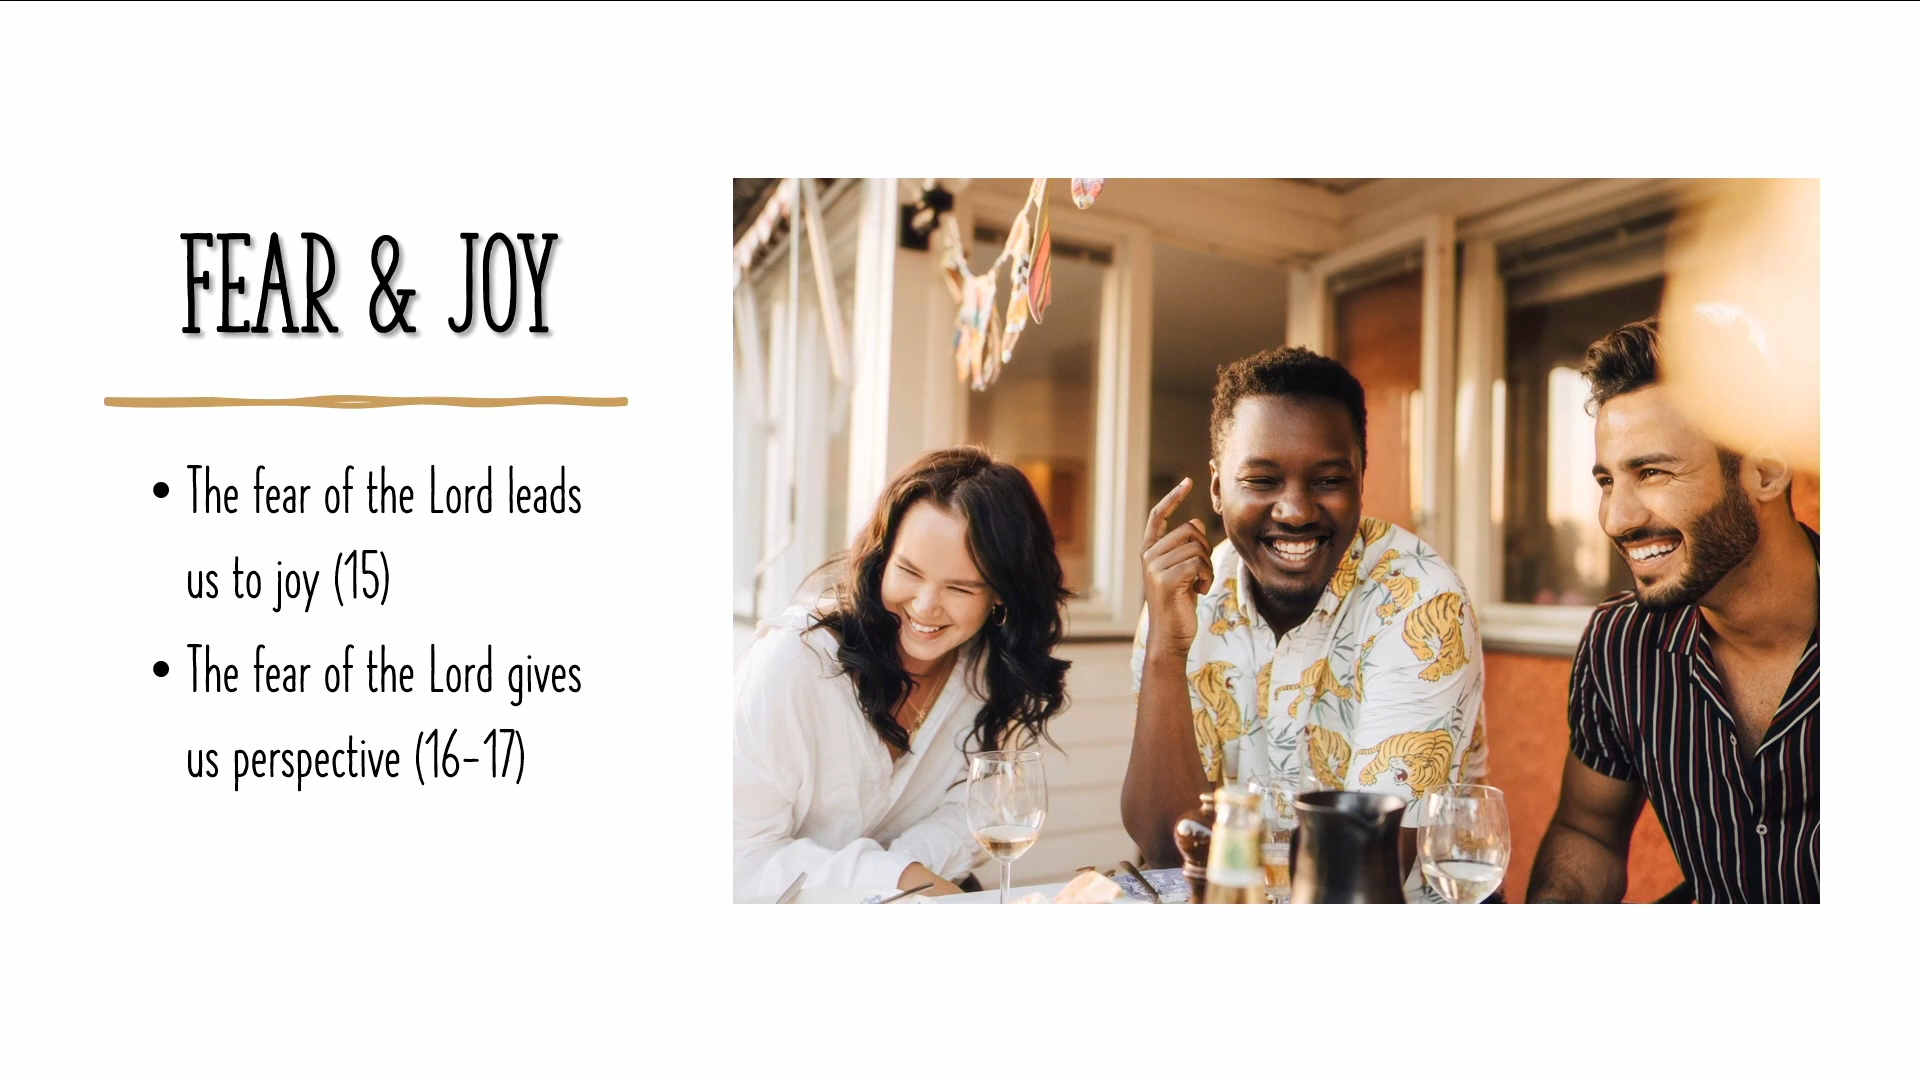 FEAR & JOY
• The fear of the Lord leads
us to joy (15)
• The fear of the Lord gives
us perspective (16-17)